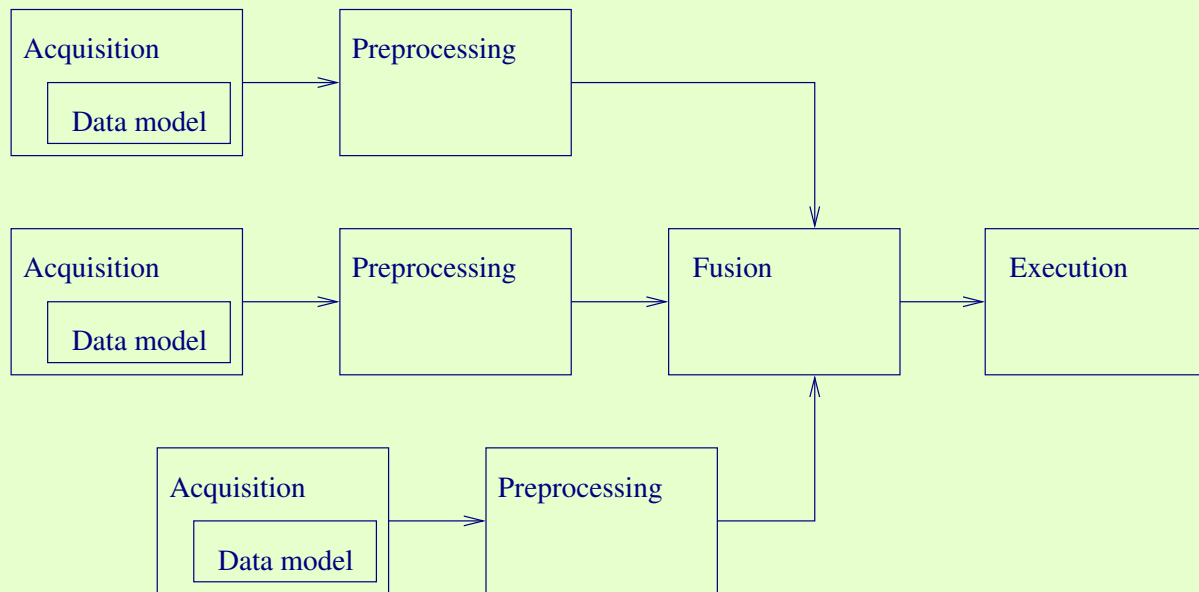 Acquisition
Data model
Preprocessing
Acquisition
Data model
Preprocessing
Fusion
Execution
Acquisition
Data model
Preprocessing